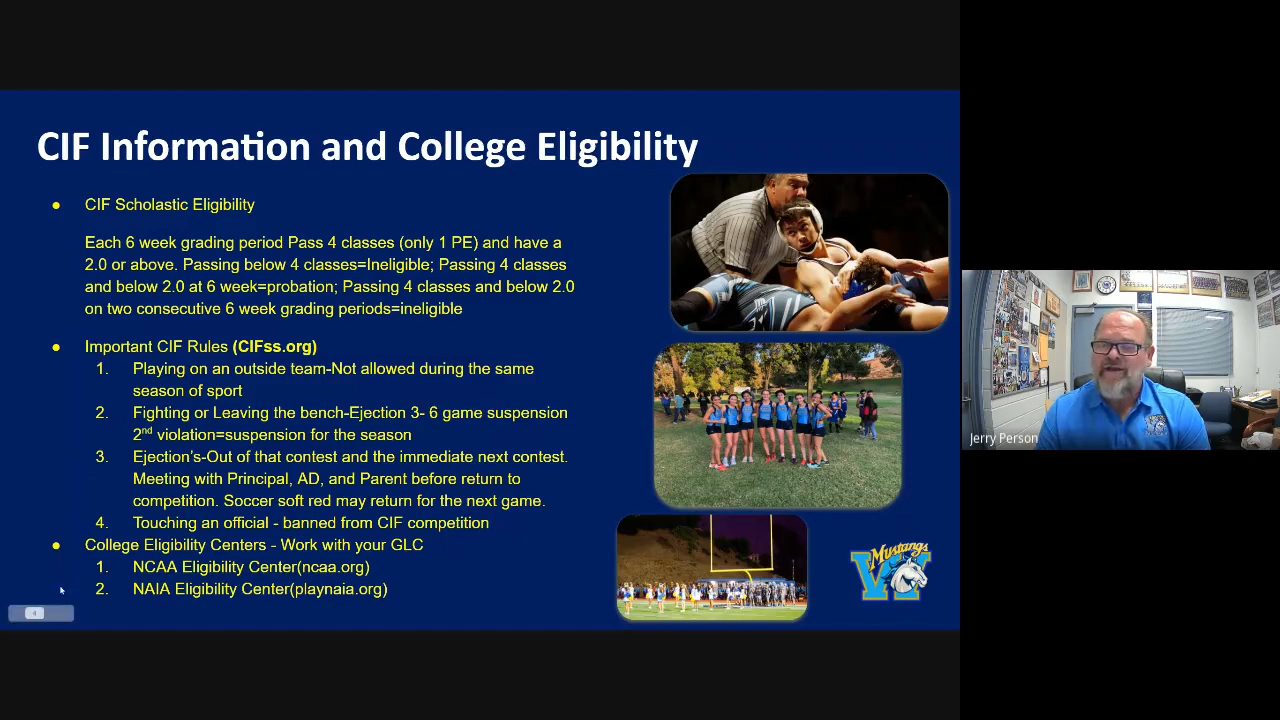 CIF Information and College Eligibility
● CIF Scholastic Eligibility
Each 6 week grading period Pass 4 classes (only 1 PE) and have a
2.0 or above. Passing below 4 classes=Ineligible; Passing 4 classes
and below 2.0 at 6 week=probation; Passing 4 classes and below 2.0
on two consecutive 6 week grading periods=ineligible
● Important CIF Rules (CIFss.org)
1. Playing on an outside team-Not allowed during the same
season of sport
2. Fighting or Leaving the bench-Ejection 3- 6 game suspension
2nd violation=suspension for the season
3. Ejection's-Out of that contest and the immediate next contest.
Meeting with Principal, AD, and Parent before return to
competition. Soccer soft red may return for the next game.
4. Touching an official - banned from CIF competition
● College Eligibility Centers - Work with your GLC
1. NCAA Eligibility Center(ncaa.org)
2. NAIA Eligibility Center(playnaia.org)
Mustangs
Jerry Person